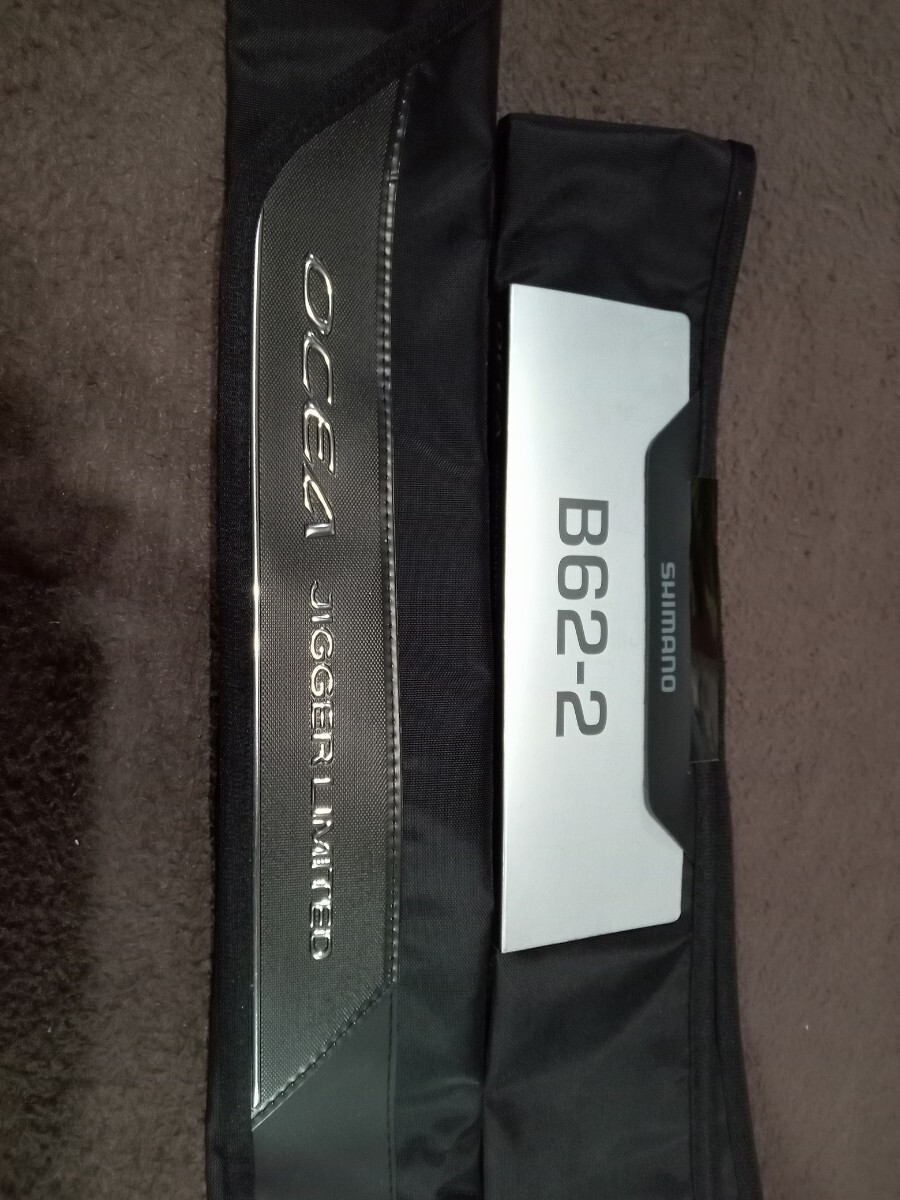 OCEA JIGGER LIMITED
SHIMANO
B62-2